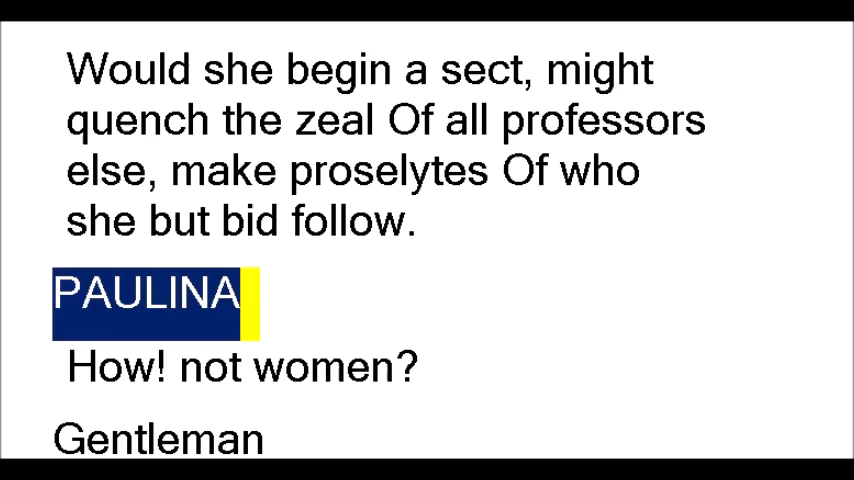 Would she begin a sect, might
quench the zeal Of all professors
else, make proselytes Of who
she but bid follow.
PAULINA
How! not women?
Gentleman